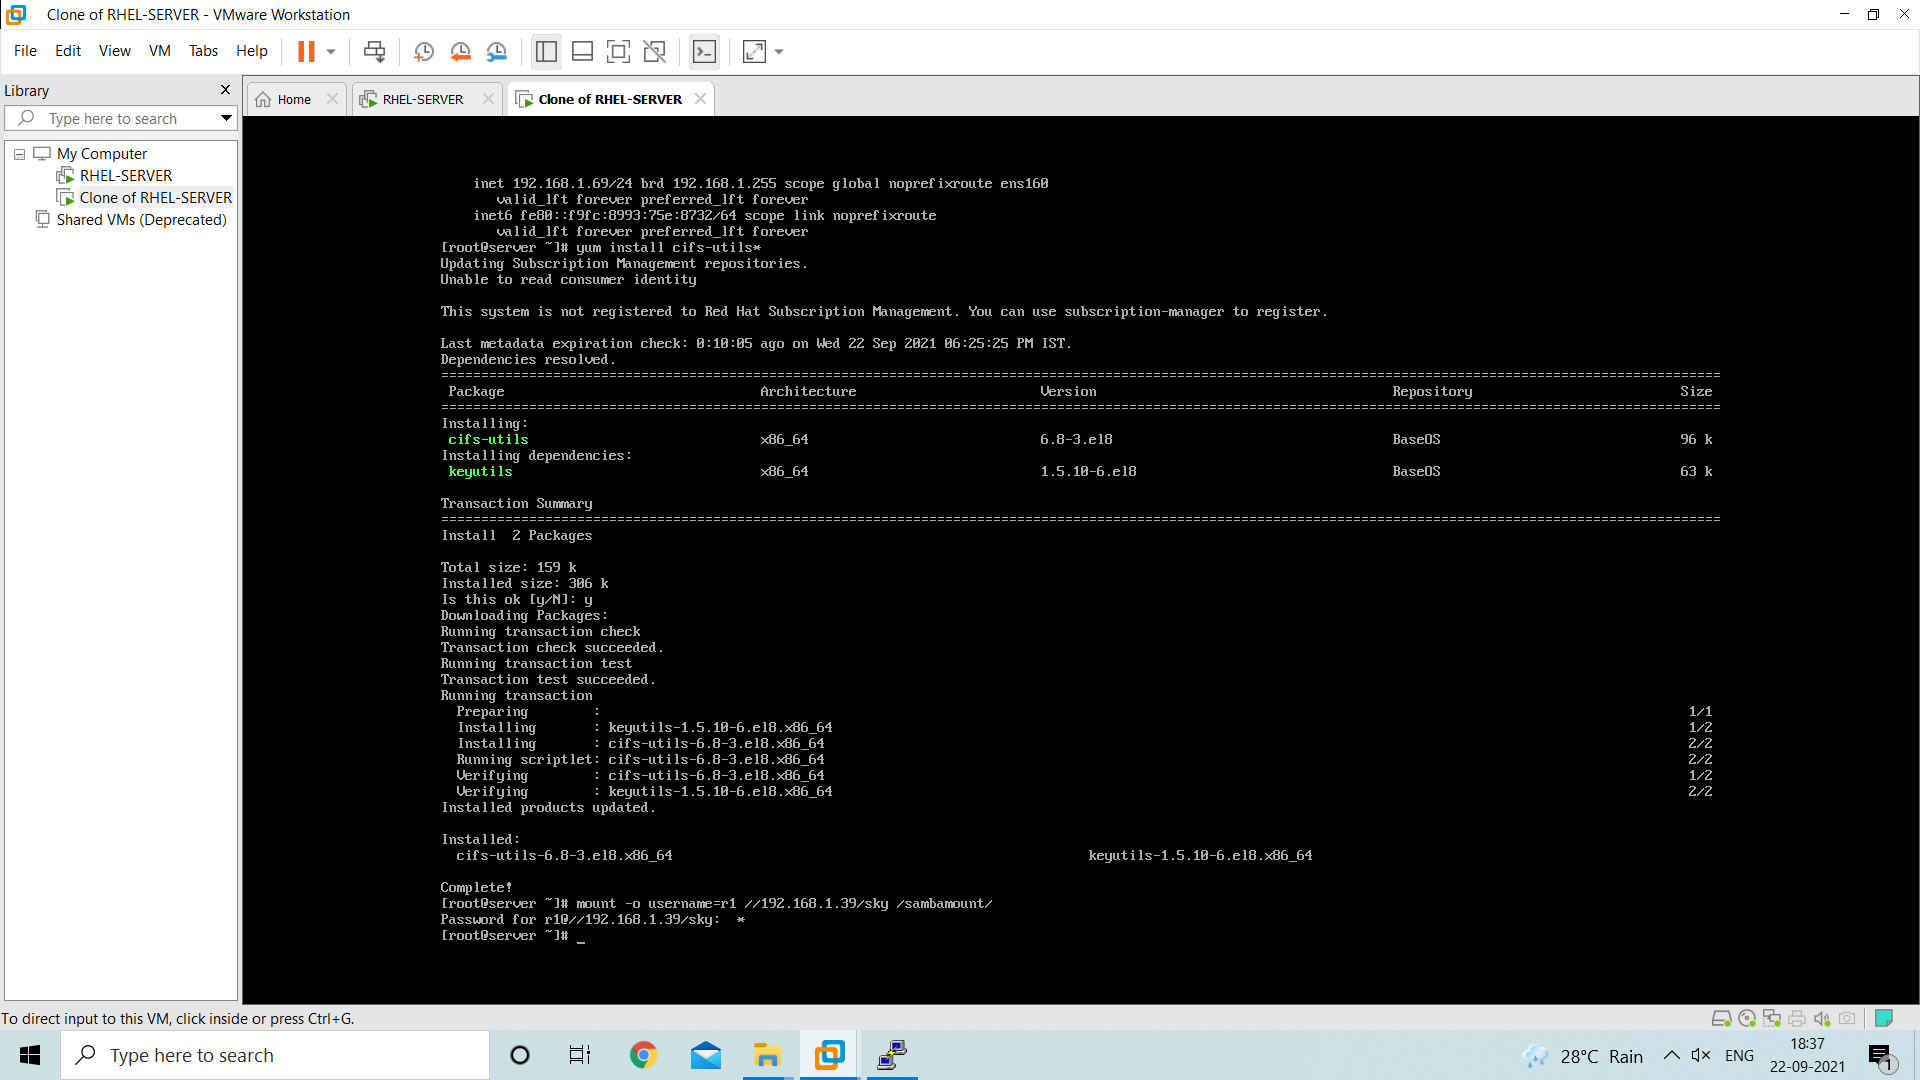 Clone of RHEL-SERVER - VMware Workstation
File Edit View VM Tabs Help
Library
Type here to search
My Computer
RHEL-SERVER
Clone of RHEL-SERVER
Shared VMs (Deprecated)
Home
RHEL-SERVER
Clone of RHEL-SERVER
inet 192.168.1.69/24 brd 192.168.1.255 scope global noprefixroute ens160
valid_lft forever preferred_lft forever
inet6 fe80::f9fc:8993:75e:8732/64 scope link noprefixroute
valid_lft forever preferred_lft forever
[root@server ~]# yum install cifs-utils*
Updating Subscription Management repositories.
Unable to read consumer identity
This system is not registered to Red Hat Subscription Management. You can use subscription-manager to register.
Last metadata expiration check: 0:10:05 ago on Wed 22 Sep 2021 06:25:25 PM IST.
Dependencies resolved.
================================================================================
Package Architecture Version Repository Size
================================================================================
Installing:
cifs-utils x86_64 6.8-3.el8 BaseOS 96 k
Installing dependencies:
keyutils x86_64 1.5.10-6.el8 BaseOS 63 k
Transaction Summary
================================================================================
Install  2 Packages
Total size: 159 k
Installed size: 306 k
Is this ok [y/N]: y
Downloading Packages:
Running transaction check
Transaction check succeeded.
Running transaction test
Transaction test succeeded.
Running transaction
Preparing : 1/1
Installing : keyutils-1.5.10-6.el8.x86_64 1/2
Installing : cifs-utils-6.8-3.el8.x86_64 2/2
Running scriptlet: cifs-utils-6.8-3.el8.x86_64 2/2
Verifying : cifs-utils-6.8-3.el8.x86_64 1/2
Verifying : keyutils-1.5.10-6.el8.x86_64 2/2
Installed products updated.
Installed:
cifs-utils-6.8-3.el8.x86_64 keyutils-1.5.10-6.el8.x86_64
Complete!
[root@server ~]# mount -o username=r1 //192.168.1.39/sky /sambamount/
Password for r1@//192.168.1.39/sky:  *
[root@server ~]# _
To direct input to this VM, click inside or press Ctrl+G.
Type here to search
28°C Rain
ENG
18:37
22-09-2021
1